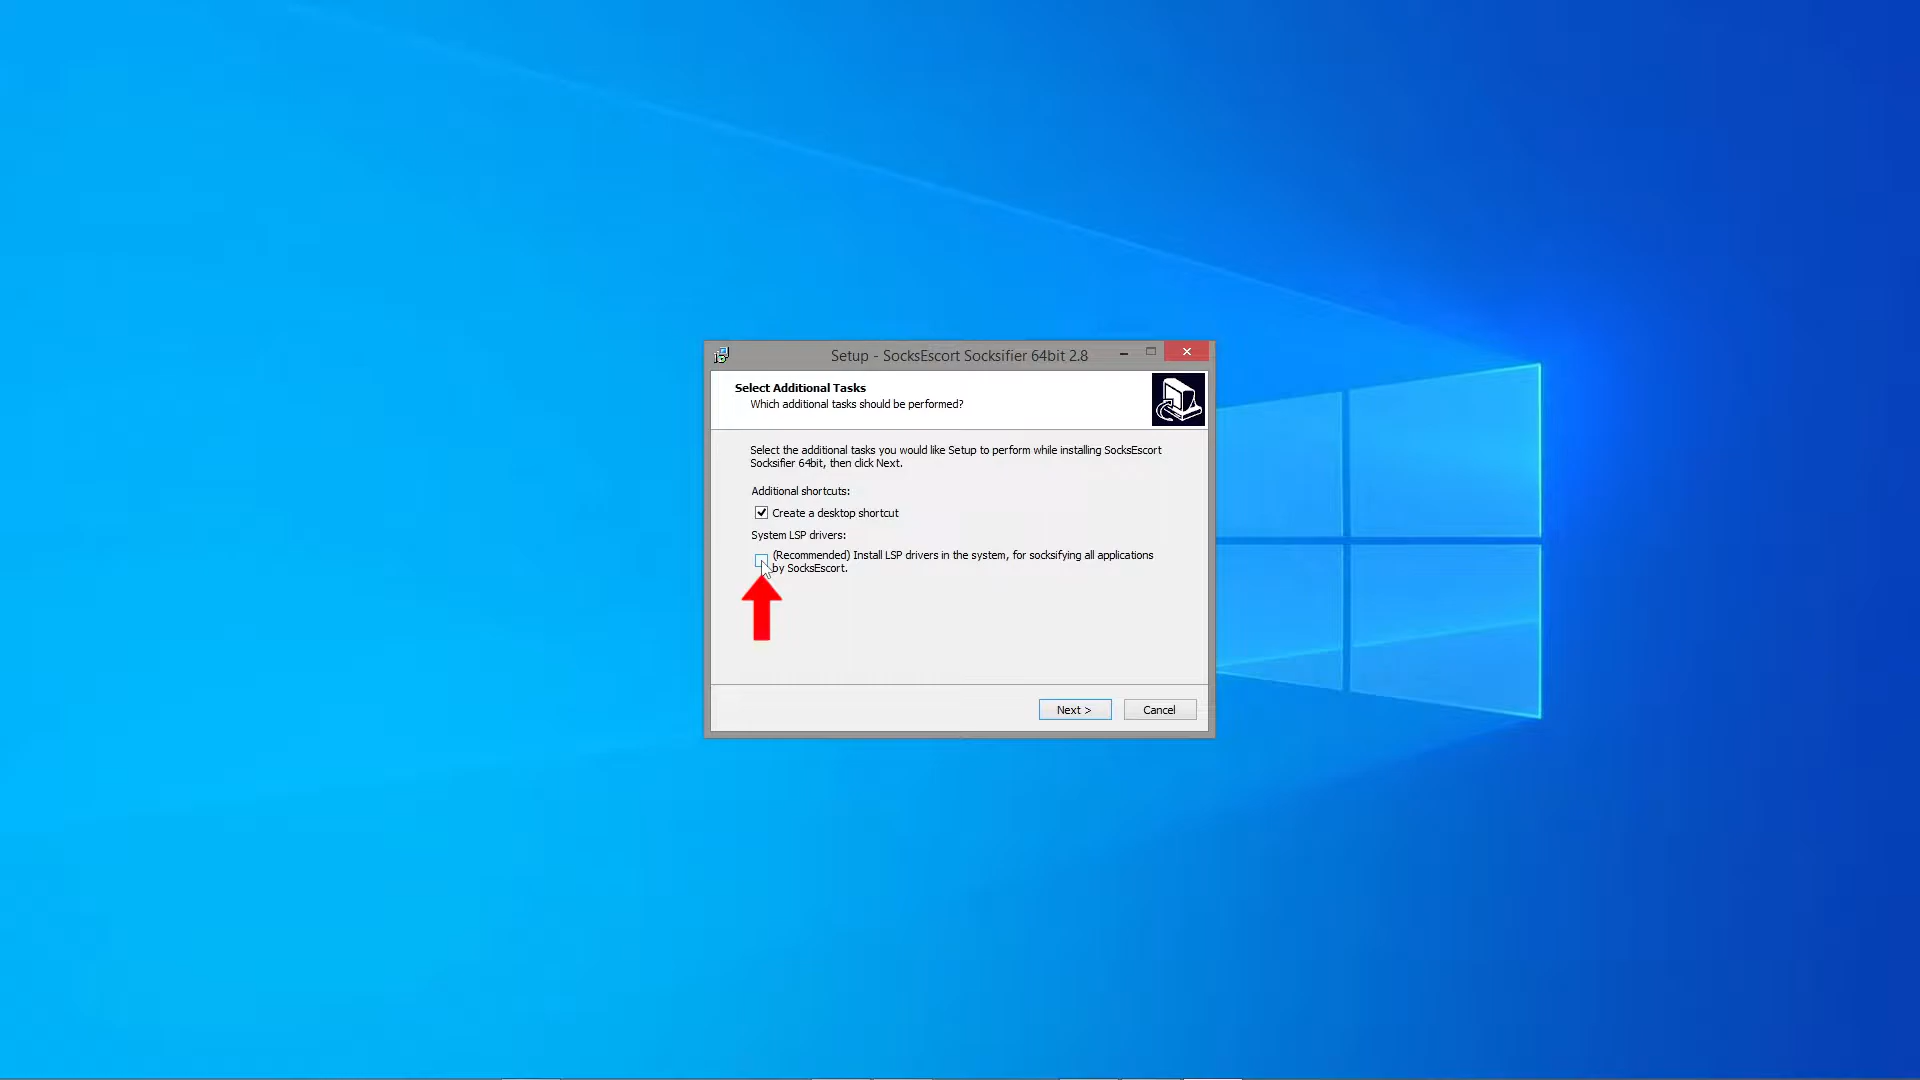 Setup - SocksEscort Socksifier 64bit 2.8
Select Additional Tasks
Which additional tasks should be performed?
Select the additional tasks you would like Setup to perform while installing SocksEscort
Socksifier 64bit, then click Next.
Additional shortcuts:
Create a desktop shortcut
System LSP drivers:
(Recommended) Install LSP drivers in the system, for socksifying all applications
by SocksEscort.
Next >
Cancel